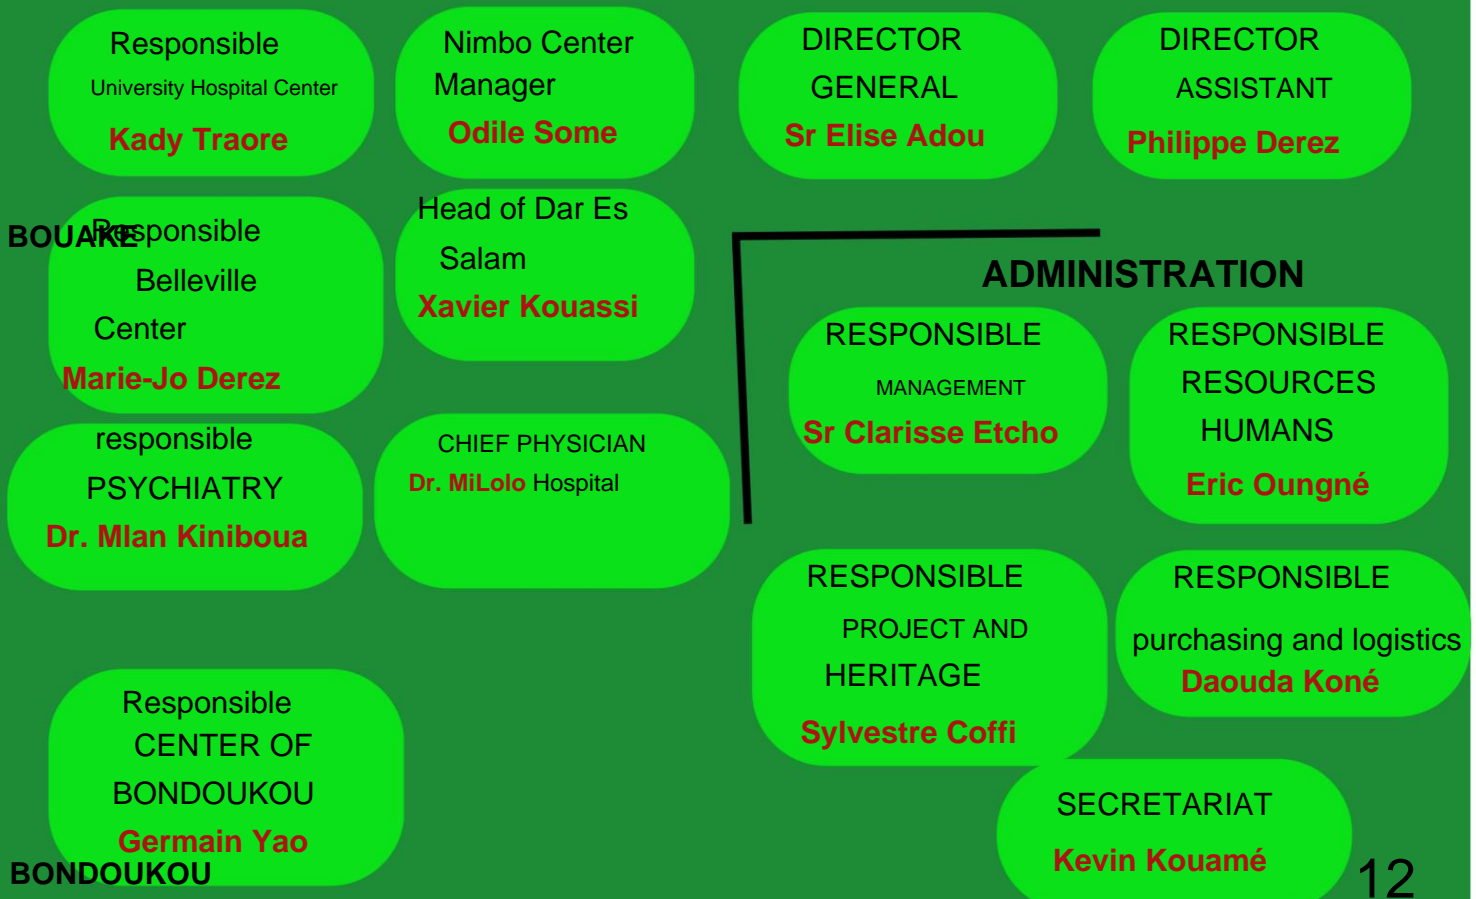 Responsible
University Hospital Center
Kady Traore
Nimbo Center
Manager
Odile Some
DIRECTOR
GENERAL
Sr Elise Adou
DIRECTOR
ASSISTANT
Philippe Derez
BOUAKE
Responsible
Belleville
Center
Marie-Jo Derez
Head of Dar Es
Salam
Xavier Kouassi
ADMINISTRATION
RESPONSIBLE
MANAGEMENT
Sr Clarisse Etcho
RESPONSIBLE
RESOURCES
HUMANS
Eric Oungné
responsible
PSYCHIATRY
Dr. Mlan Kiniboua
CHIEF PHYSICIAN
Dr. MiLolo Hospital
RESPONSIBLE
PROJECT AND
HERITAGE
Sylvestre Coffi
RESPONSIBLE
purchasing and logistics
Daouda Koné
Responsible
CENTER OF
BONDOUKOU
Germain Yao
BONDOUKOU
SECRETARIAT
Kevin Kouamé
12